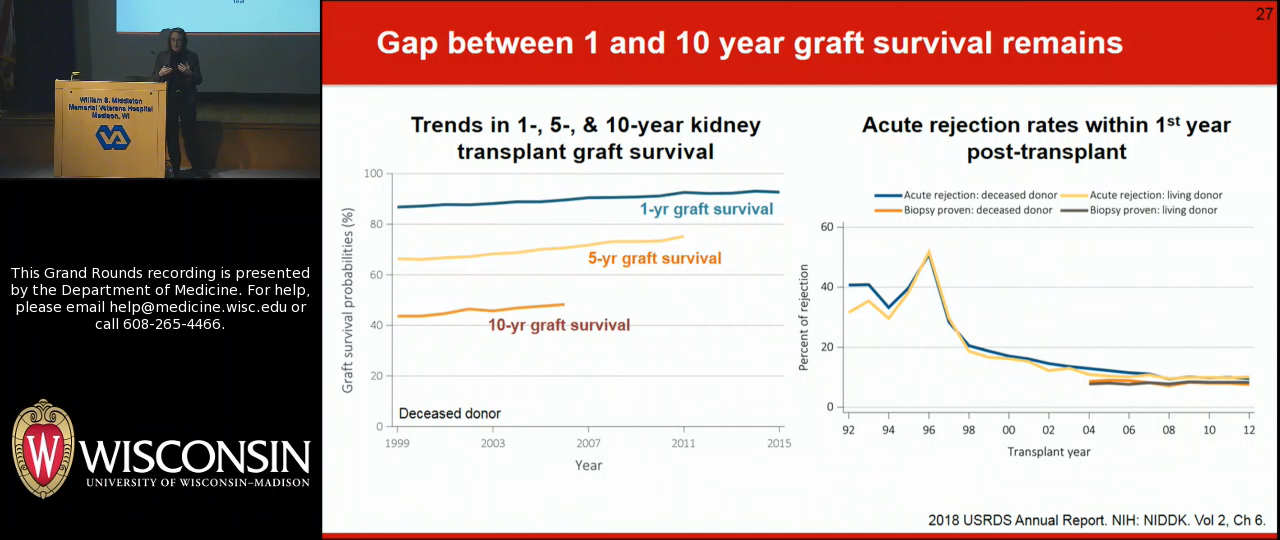 Year
William S. Middleton
Memorial Veterans Hospital
Madison, WI
VA
This Grand Rounds recording is presented
by the Department of Medicine. For help,
please email help@medicine.wisc.edu or
call 608-265-4466.
W
WISCONSIN
UNIVERSITY OF WISCONSIN–MADISON
27
Gap between 1 and 10 year graft survival remains
Trends in 1-, 5-, & 10-year kidney
transplant graft survival
Graft survival probabilities (%)
100
80
60
40
20
0
1-yr graft survival
5-yr graft survival
10-yr graft survival
Deceased donor
1999 2003 2007 2011 2015
Year
Acute rejection rates within 1st year
post-transplant
Acute rejection: deceased donor Acute rejection: living donor
Biopsy proven: deceased donor Biopsy proven: living donor
Percent of rejection
60
40
20
0
92 94 96 98 00 02 04 06 08 10 12
Transplant year
2018 USRDS Annual Report. NIH: NIDDK. Vol 2, Ch 6.